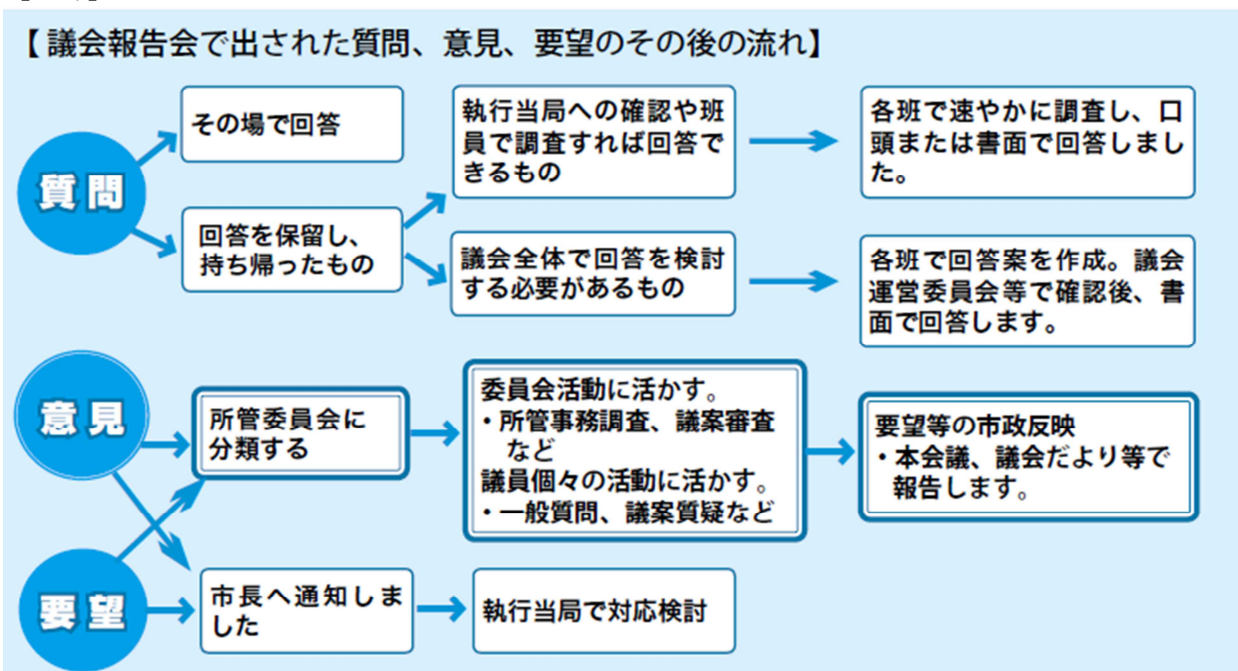 【議会報告会で出された質問、意見、要望のその後の流れ】
質問
その場で回答
回答を保留し、
持ち帰ったもの
執行当局への確認や班
員で調査すれば回答で
きるもの
各班で速やかに調査し、口
頭または書面で回答しまし
た。
議会全体で回答を検討
する必要があるもの
各班で回答案を作成。議会
運営委員会等で確認後、書
面で回答します。
意見
所管委員会に
分類する
委員会活動に活かす。
・所管事務調査、議案審査
など
議員個々の活動に活かす。
・一般質問、議案質疑など
要望等の市政反映
・本会議、議会だより等で
報告します。
要望
市長へ通知しま
した
執行当局で対応検討